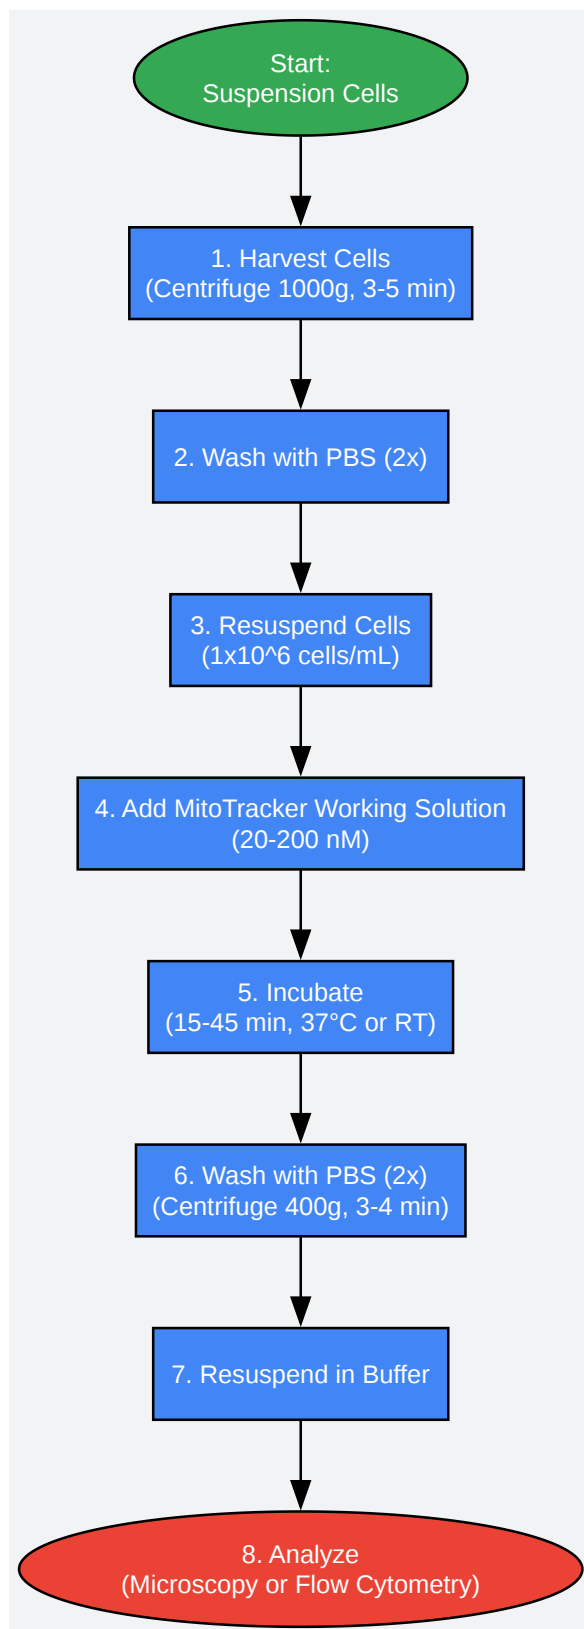 Start:
Suspension Cells
1. Harvest Cells
(Centrifuge 1000g, 3-5 min)
2. Wash with PBS (2x)
3. Resuspend Cells
(1x10^6 cells/mL)
4. Add MitoTracker Working Solution
(20-200 nM)
5. Incubate
(15-45 min, 37°C or RT)
6. Wash with PBS (2x)
(Centrifuge 400g, 3-4 min)
7. Resuspend in Buffer
8. Analyze
(Microscopy or Flow Cytometry)